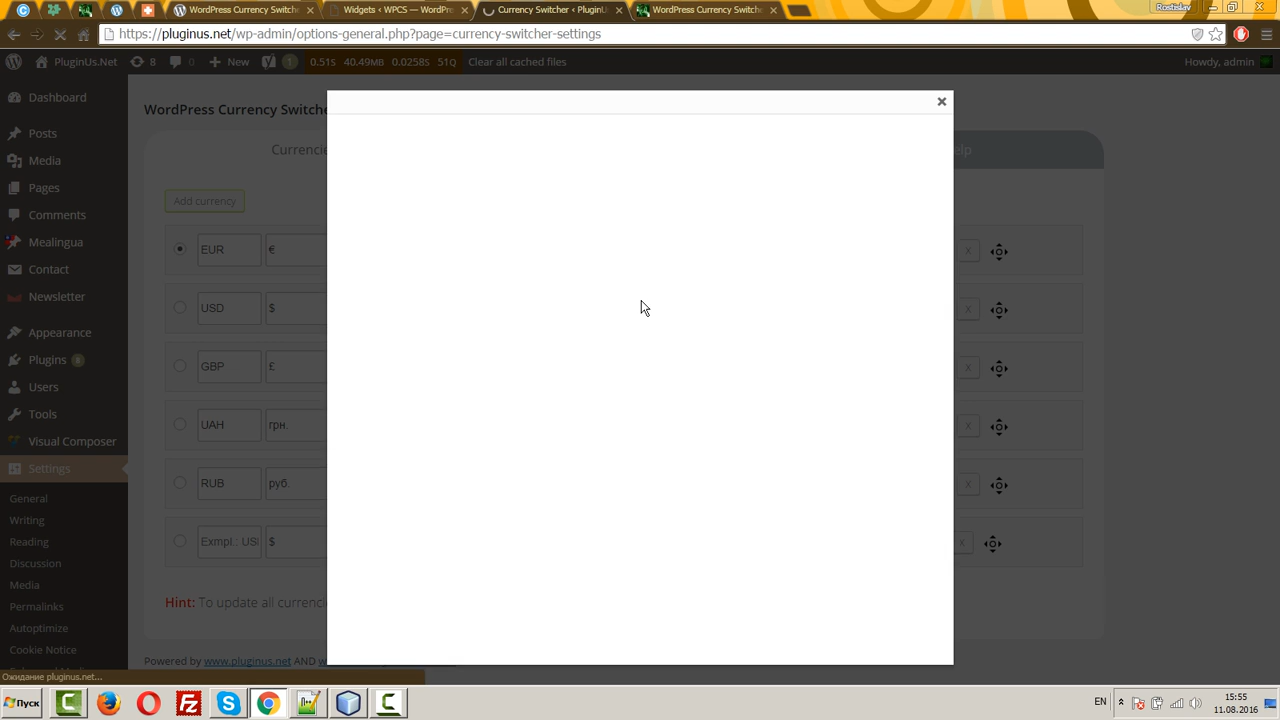 WordPress Currency Switche
Widgets ‹ WPCS — WordPre
Currency Switcher ‹ PluginUs
WordPress Currency Switche
Rostislav
https://pluginus.net/wp-admin/options-general.php?page=currency-switcher-settings
PluginUs.Net
8
0
New
1
0.51S
40.49MB
0.0258S
51Q
Clear all cached files
Howdy, admin
Dashboard
Posts
Media
Pages
Comments
Mealingua
Contact
Newsletter
Appearance
Plugins 8
Users
Tools
Visual Composer
Settings
General
Writing
Reading
Discussion
Media
Permalinks
Autoptimize
Cookie Notice
WordPress Currency Switche
Currencie
elp
Add currency
EUR €
X
USD $
X
GBP £
X
UAH грн.
X
RUB руб.
X
Exmpl.: USI $
X
Hint: To update all currencie
Powered by www.pluginus.net AND w
Ожидание pluginus.net...
Пуск
EN
15:55
11.08.2016